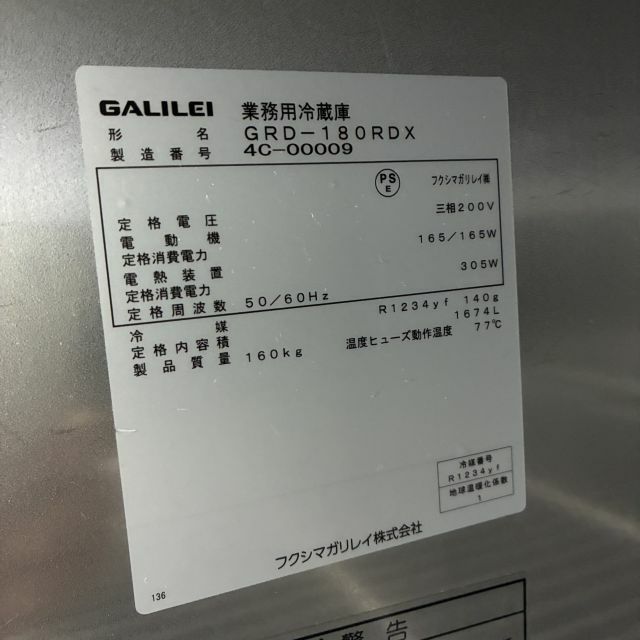 GALILEI 業務用冷蔵庫
形名 GRD-180RDX
製造番号 4C-00009
PS E フクシマガリレイ㈱
定格電圧 三相200V
電動機
定格消費電力 165/165W
電熱装置
定格消費電力 305W
定格周波数 50/60Hz
冷媒 R1234yf 140g
定格内容積 1674L
製品質量 160kg 温度ヒューズ動作温度 77℃
冷媒番号
R1234yf
地球温暖化係数
1
フクシマガリレイ株式会社
136
警告